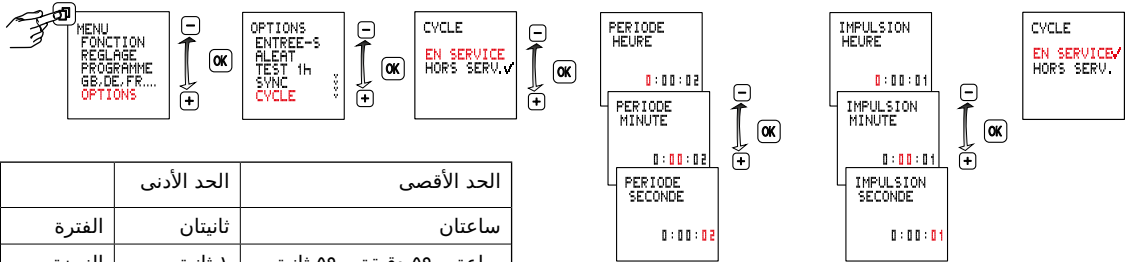 MENU
FONCTION
REGLAGE
PROGRAMME
GB,DE,FR....
OPTIONS
−
OK
+
OPTIONS
ENTREE-S
ALEAT
TEST 1h
SYNC
CYCLE
−
OK
+
CYCLE
EN SERVICE
HORS SERV.✓
−
OK
+
PERIODE
HEURE
0:00:02
PERIODE
MINUTE
0:00:02
PERIODE
SECONDE
0:00:02
−
OK
+
IMPULSION
HEURE
0:00:01
IMPULSION
MINUTE
0:00:01
IMPULSION
SECONDE
0:00:01
−
OK
+
CYCLE
EN SERVICE✓
HORS SERV.
الحد الأدنى الحد الأقصى
الفترة ثانيتان ساعتان